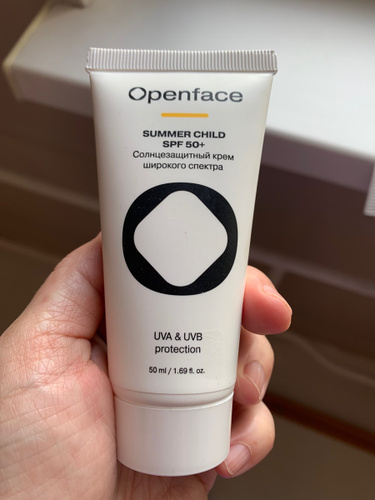 Openface
SUMMER CHILD
SPF 50+
Солнцезащитный крем
широкого спектра
UVA & UVB
protection
50 ml / 1.69 fl. oz.